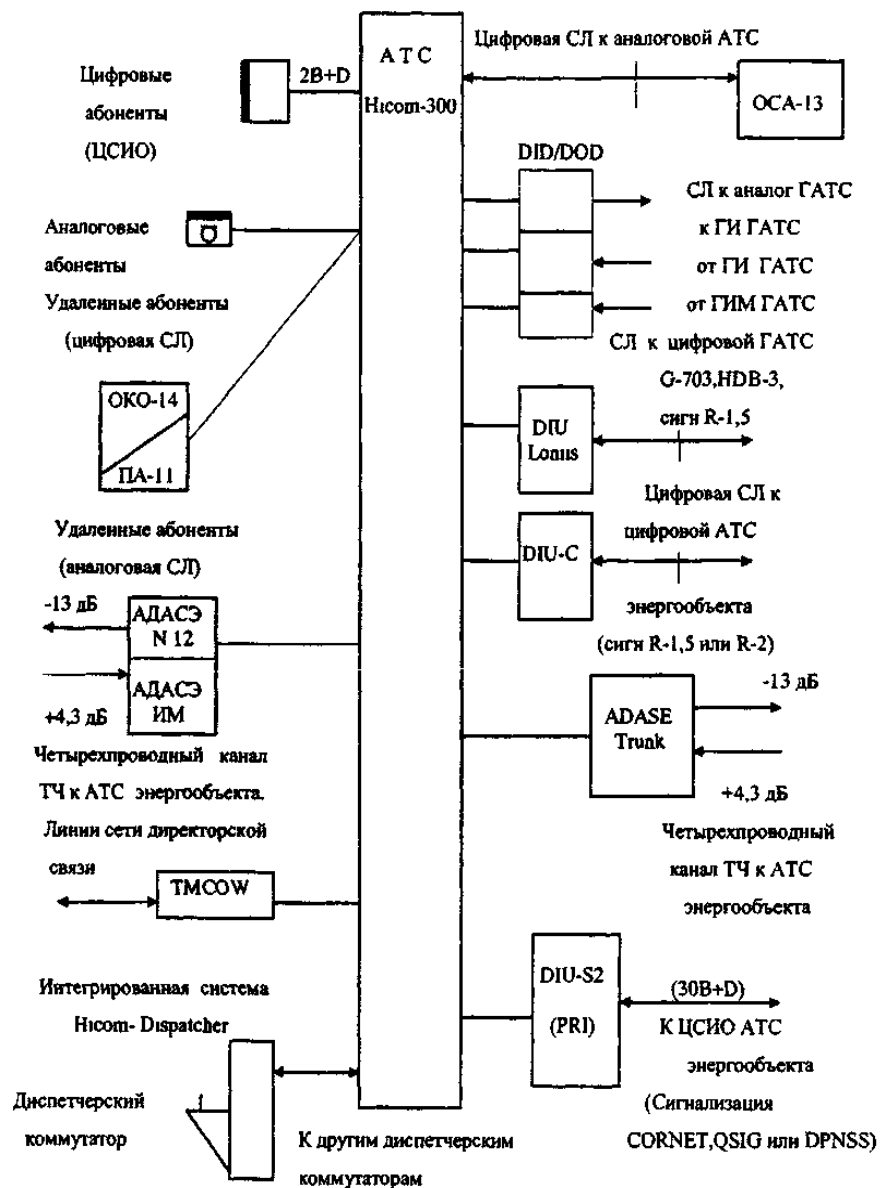 АТС
Hicom-300
Цифровые
абоненты
(ЦСИО)
2B+D
Аналоговые
абоненты
Удаленные абоненты
(цифровая СЛ)
ОКО-14
ПА-11
Удаленные абоненты
(аналоговая СЛ)
-13 дБ
АДАСЭ
N 12
АДАСЭ
ИМ
+4,3 дБ
Четырехпроводный канал
ТЧ к АТС энергообъекта.
Линии сети директорской
связи
TMCOW
Интегрированная система
Hicom- Dispatcher
Диспетчерский
коммутатор
К другим диспетчерским
коммутаторам
Цифровая СЛ к аналоговой АТС
ОСА-13
DID/DOD
СЛ к аналог ГАТС
к ГИ ГАТС
от ГИ ГАТС
от ГИМ ГАТС
СЛ к цифровой ГАТС
G-703,HDB-3,
сигн R-1,5
DIU
Lonus
Цифровая СЛ к
цифровой АТС
DIU-C
энергообъекта
(сигн R-1,5 или R-2)
-13 дБ
ADASE
Trunk
+4,3 дБ
Четырехпроводный
канал ТЧ к АТС
энергообъекта
DIU-S2
(PRI)
(30B+D)
К ЦСИО АТС
энергообъекта
(Сигнализация
CORNET,QSIG или DPNSS)